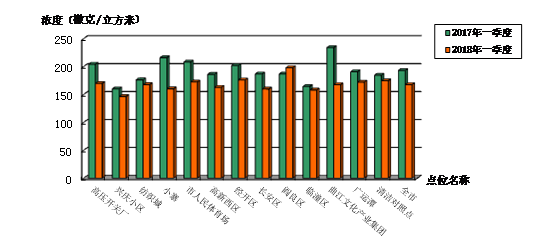 浓度（微克/立方米）
2017年一季度
2018年一季度
250
200
150
100
50
0
点位名称
高压开关厂
兴庆小区
纺织城
小寨
市人民体育场
高新西区
经开区
长安区
阎良区
临潼区
曲江文化产业集团
广运潭
清洁对照点
全市